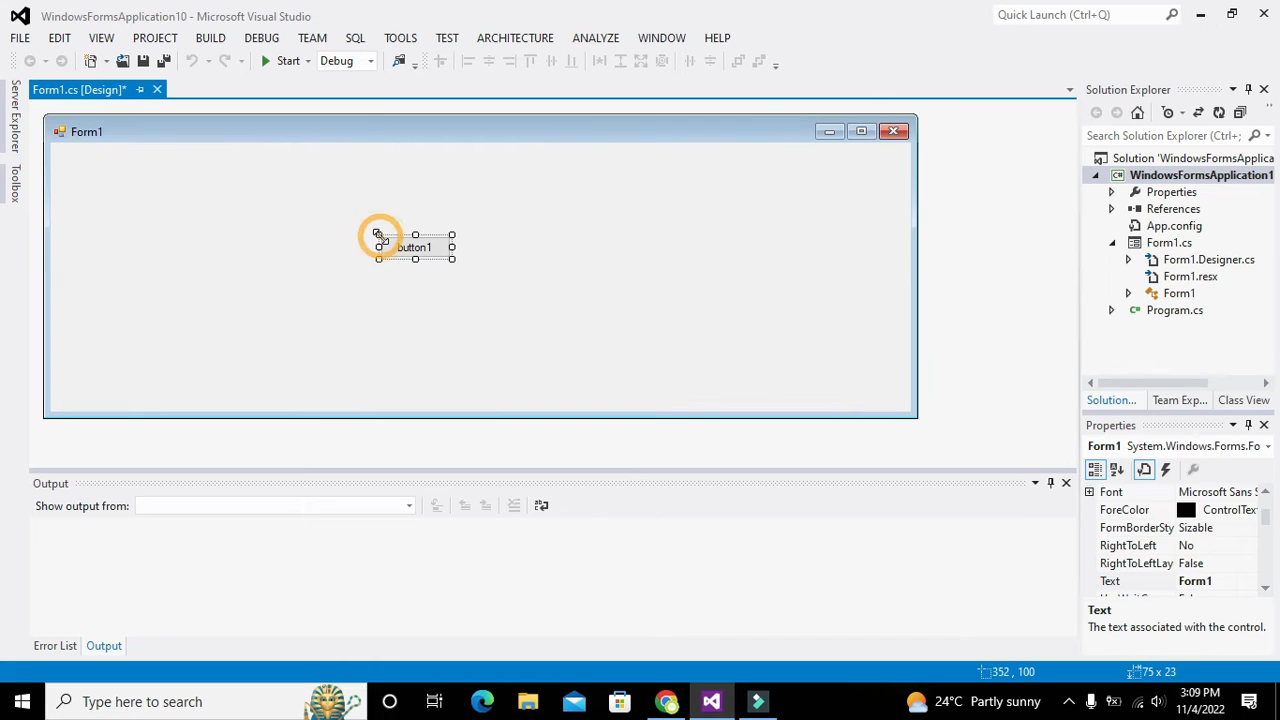 WindowsFormsApplication10 - Microsoft Visual Studio
Quick Launch (Ctrl+Q)
FILE EDIT VIEW PROJECT BUILD DEBUG TEAM SQL TOOLS TEST ARCHITECTURE ANALYZE WINDOW HELP
Start Debug
Server Explorer
Toolbox
Form1.cs [Design]*
Form1
button1
Solution Explorer
Search Solution Explorer (Ctrl+;
Solution 'WindowsFormsApplica
WindowsFormsApplication1
Properties
References
App.config
Form1.cs
Form1.Designer.cs
Form1.resx
Form1
Program.cs
Solution... Team Exp... Class View
Properties
Form1 System.Windows.Forms.Fo
Font Microsoft Sans S
ForeColor ControlText
FormBorderSty Sizable
RightToLeft No
RightToLeftLay False
Text Form1
Text
The text associated with the control.
Output
Show output from:
Error List Output
352 , 100 75 x 23
Type here to search
24°C Partly sunny
3:09 PM
11/4/2022